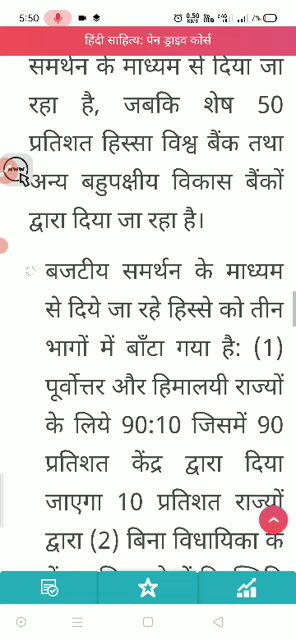 5:50
7%
हिंदी साहित्य: पेन ड्राइव कोर्स
समर्थन के माध्यम से दिया जा
रहा है, जबकि शेष 50
प्रतिशत हिस्सा विश्व बैंक तथा
अन्य बहुपक्षीय विकास बैंकों
द्वारा दिया जा रहा है।
बजटीय समर्थन के माध्यम
से दिये जा रहे हिस्से को तीन
भागों में बाँटा गया है: (1)
पूर्वोत्तर और हिमालयी राज्यों
के लिये 90:10 जिसमें 90
प्रतिशत केंद्र द्वारा दिया
जाएगा 10 प्रतिशत राज्यों
द्वारा (2) बिना विधायिका के